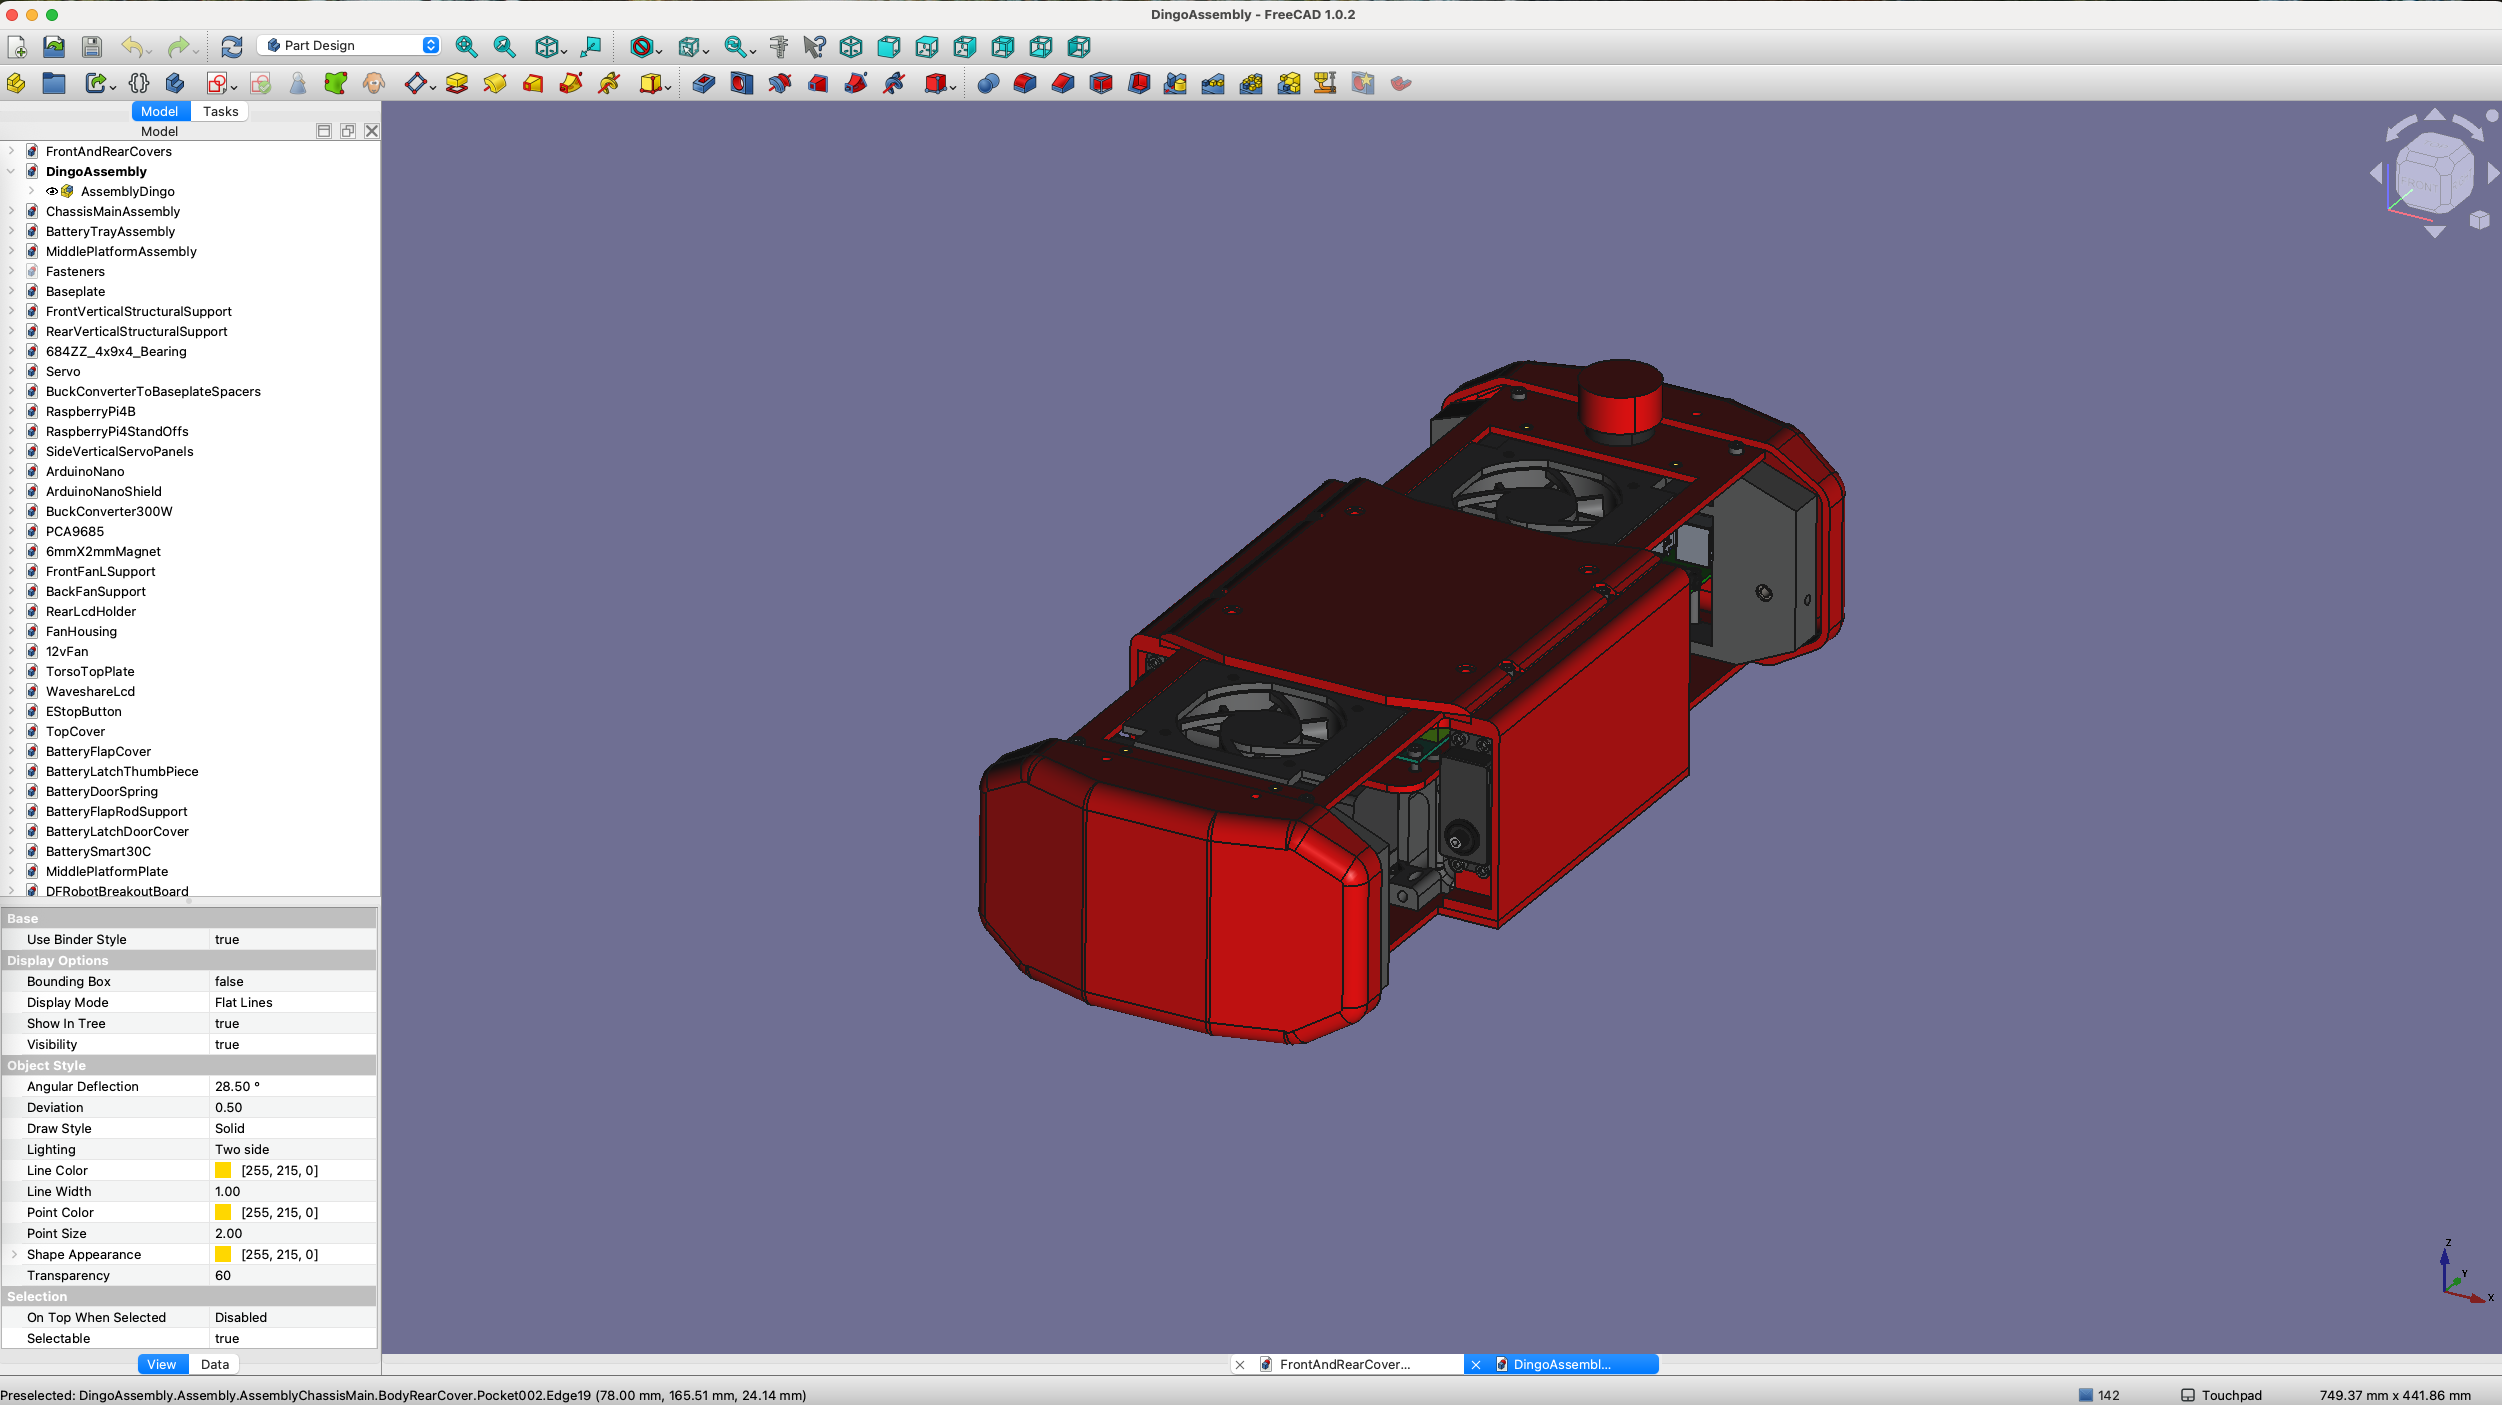 DingoAssembly - FreeCAD 1.0.2
Part Design
Model
Tasks
Model
FrontAndRearCovers
DingoAssembly
AssemblyDingo
ChassisMainAssembly
BatteryTrayAssembly
MiddlePlatformAssembly
Fasteners
Baseplate
FrontVerticalStructuralSupport
RearVerticalStructuralSupport
684ZZ_4x9x4_Bearing
Servo
BuckConverterToBaseplateSpacers
RaspberryPi4B
RaspberryPi4StandOffs
SideVerticalServoPanels
ArduinoNano
ArduinoNanoShield
BuckConverter300W
PCA9685
6mmX2mmMagnet
FrontFanLSupport
BackFanSupport
RearLcdHolder
FanHousing
12vFan
TorsoTopPlate
WaveshareLcd
EStopButton
TopCover
BatteryFlapCover
BatteryLatchThumbPiece
BatteryDoorSpring
BatteryFlapRodSupport
BatteryLatchDoorCover
BatterySmart30C
MiddlePlatformPlate
DFRobotBreakoutBoard
Base
Use Binder Style true
Display Options
Bounding Box false
Display Mode Flat Lines
Show In Tree true
Visibility true
Object Style
Angular Deflection 28.50 °
Deviation 0.50
Draw Style Solid
Lighting Two side
Line Color [255, 215, 0]
Line Width 1.00
Point Color [255, 215, 0]
Point Size 2.00
Shape Appearance [255, 215, 0]
Transparency 60
Selection
On Top When Selected Disabled
Selectable true
View
Data
FRONT
Z
Y
X
FrontAndRearCover...
DingoAssembl...
Preselected: DingoAssembly.Assembly.AssemblyChassisMain.BodyRearCover.Pocket002.Edge19 (78.00 mm, 165.51 mm, 24.14 mm)
142
Touchpad
749.37 mm x 441.86 mm